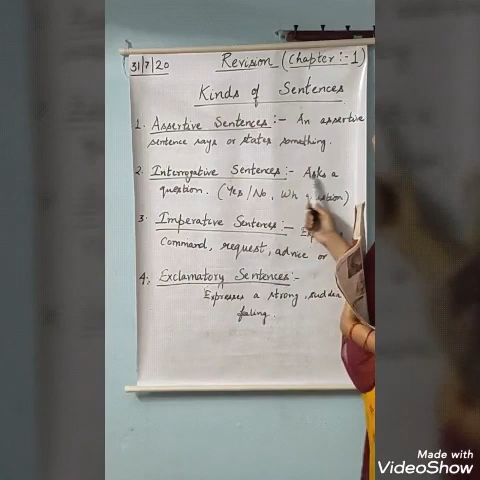 31/7/20 Revision (Chapter :- 1)
Kinds of Sentences
1. Assertive Sentences :- An assertive
sentence says or states something.
2. Interrogative Sentences :- Asks a
question. (Yes/No, Wh question)
3. Imperative Sentences :-
command, request, advice or
4. Exclamatory Sentences :-
Expresses a strong, sudden
feeling.
Made with
VideoShow